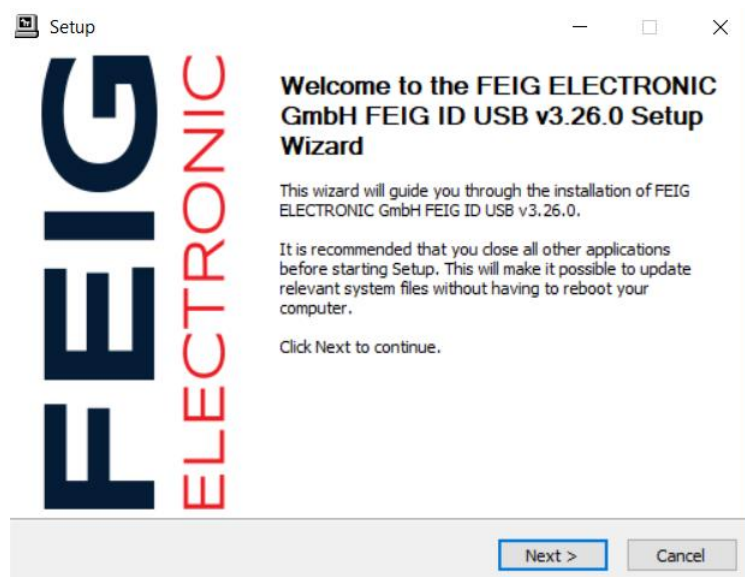 Setup
FEIG
ELECTRONIC
Welcome to the FEIG ELECTRONIC
GmbH FEIG ID USB v3.26.0 Setup
Wizard
This wizard will guide you through the installation of FEIG
ELECTRONIC GmbH FEIG ID USB v3.26.0.
It is recommended that you close all other applications
before starting Setup. This will make it possible to update
relevant system files without having to reboot your
computer.
Click Next to continue.
Next >
Cancel